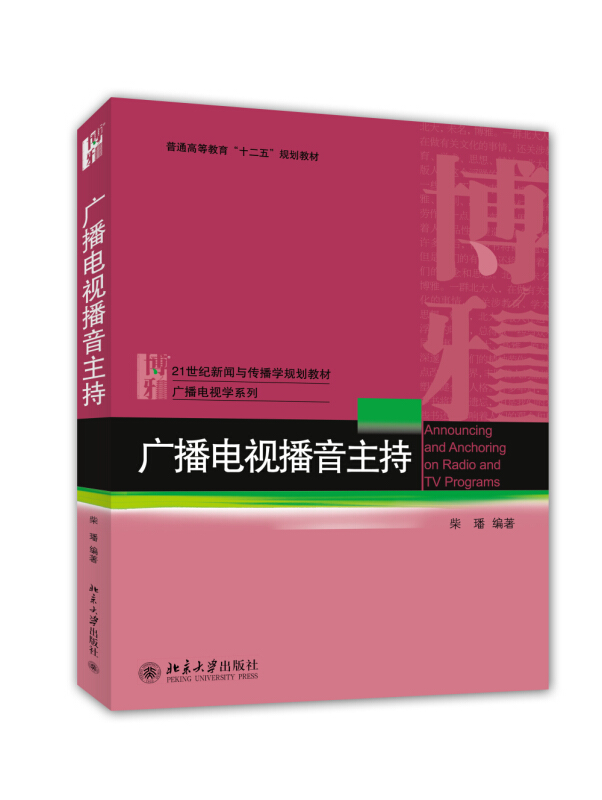 普通高等教育“十二五”规划教材
博雅
21世纪新闻与传播学规划教材
广播电视学系列
博雅
广播电视播音主持
Announcing
and Anchoring
on Radio and
TV Programs
柴 璠 编著
北京大学出版社
PEKING UNIVERSITY PRESS
博雅
广播电视播音主持
柴 璠 编著
北京大学出版社